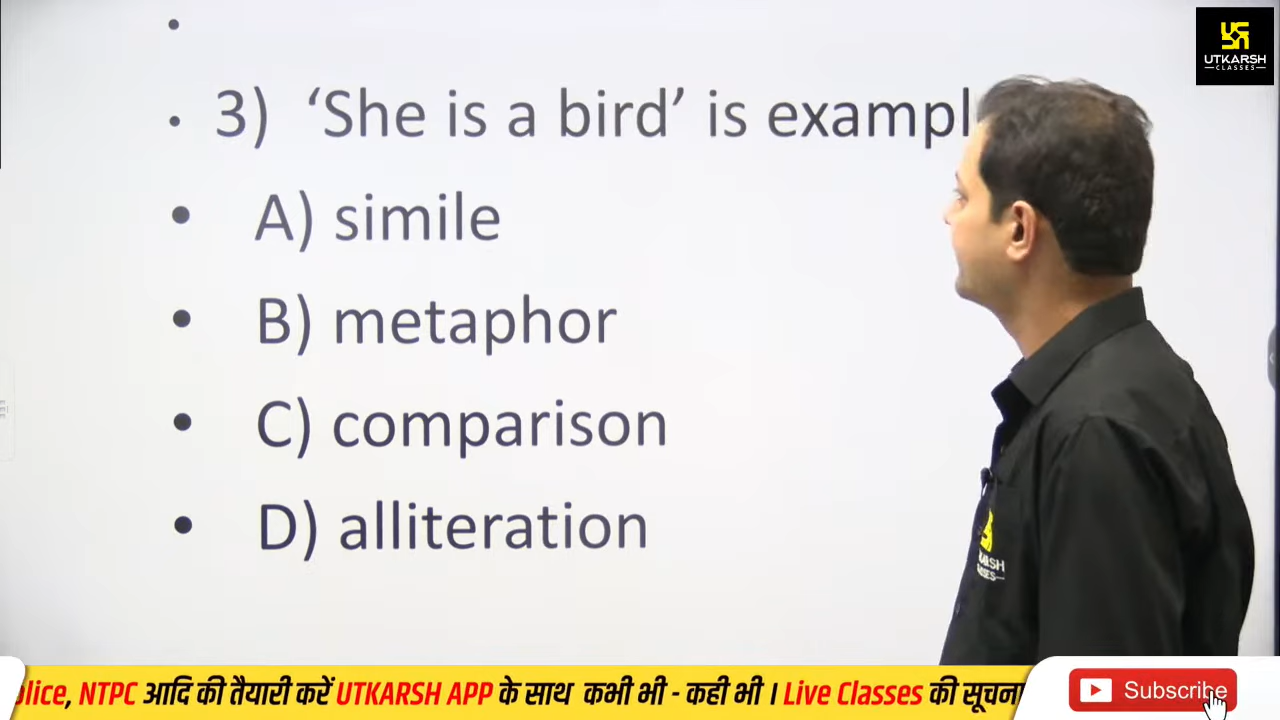 UTKARSH
CLASSES
• 3) ‘She is a bird’ is exampl
• A) simile
• B) metaphor
• C) comparison
• D) alliteration
olice, NTPC आदि की तैयारी करें UTKARSH APP के साथ कभी भी - कही भी । Live Classes की सूचना
Subscribe